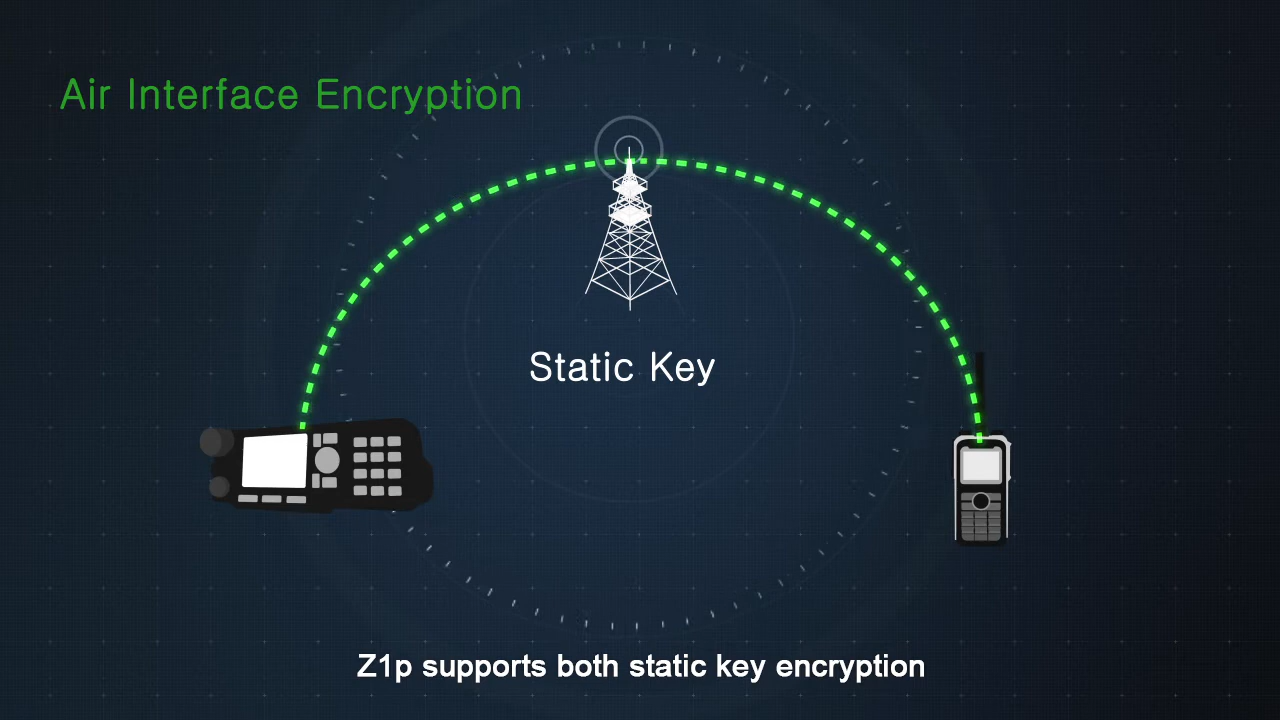 Air Interface Encryption
Static Key
Z1p supports both static key encryption